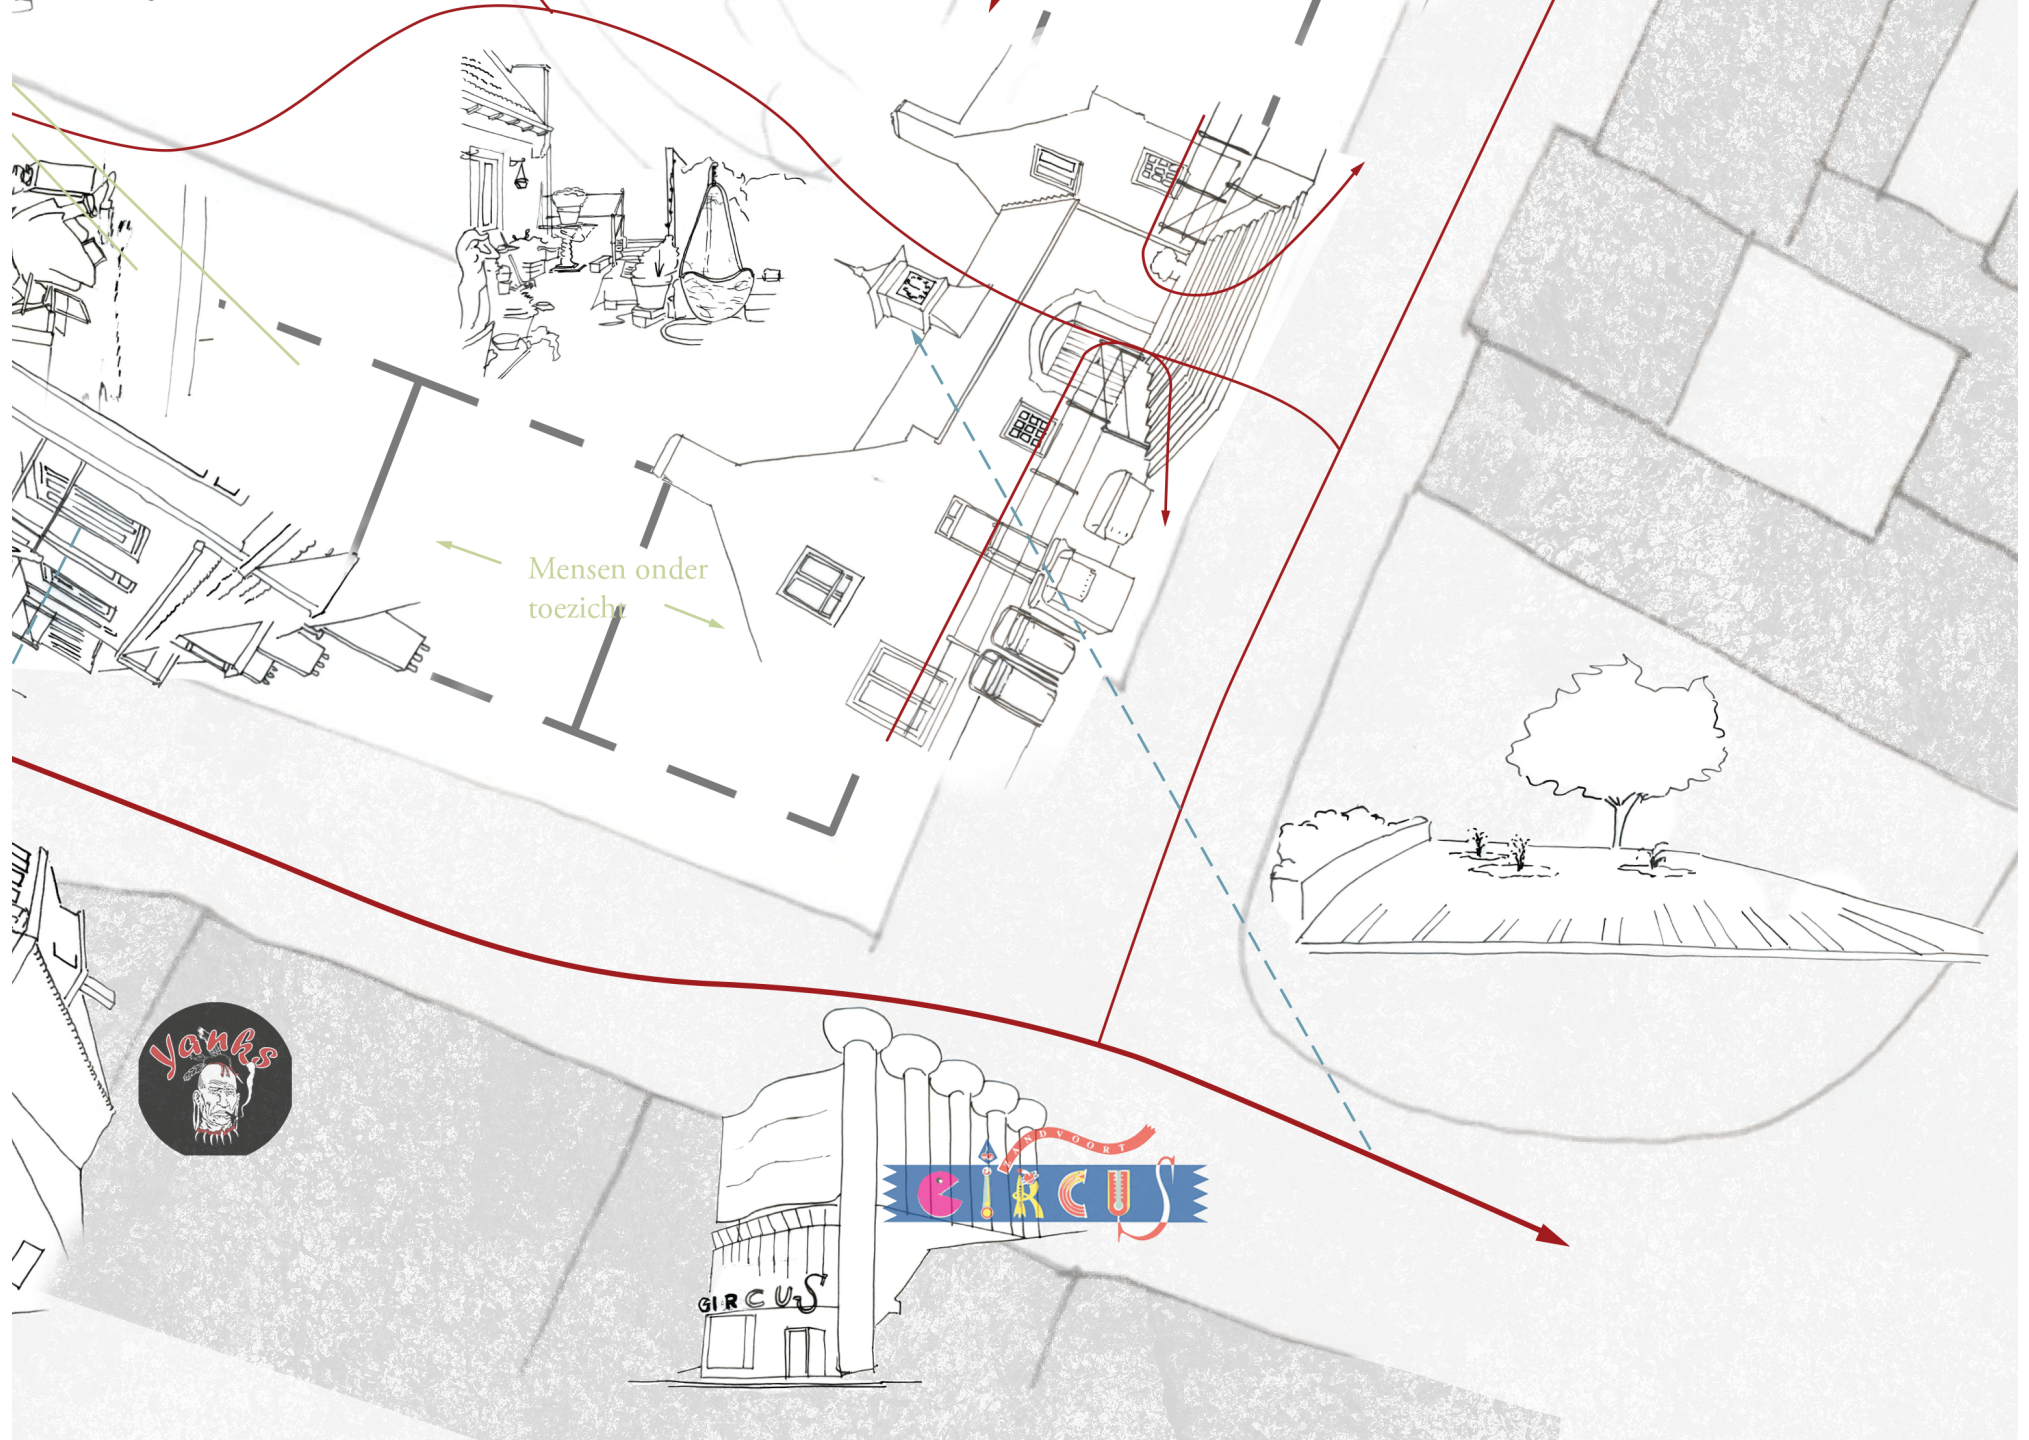 Mensen onder
toezicht
Yanks
ZANDVOORT
CIRCUS
CIRCUS